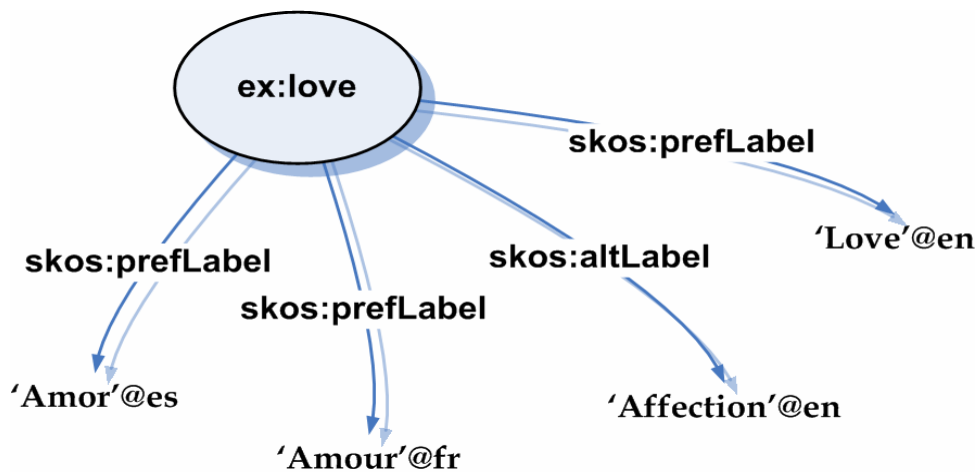 ex:love
skos:prefLabel
‘Love’@en
skos:prefLabel
skos:altLabel
skos:prefLabel
‘Amor’@es
‘Affection’@en
‘Amour’@fr